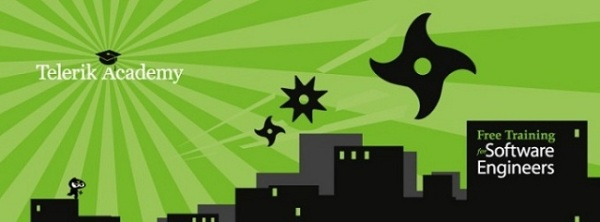 Telerik Academy
Free Training
for Software
Engineers